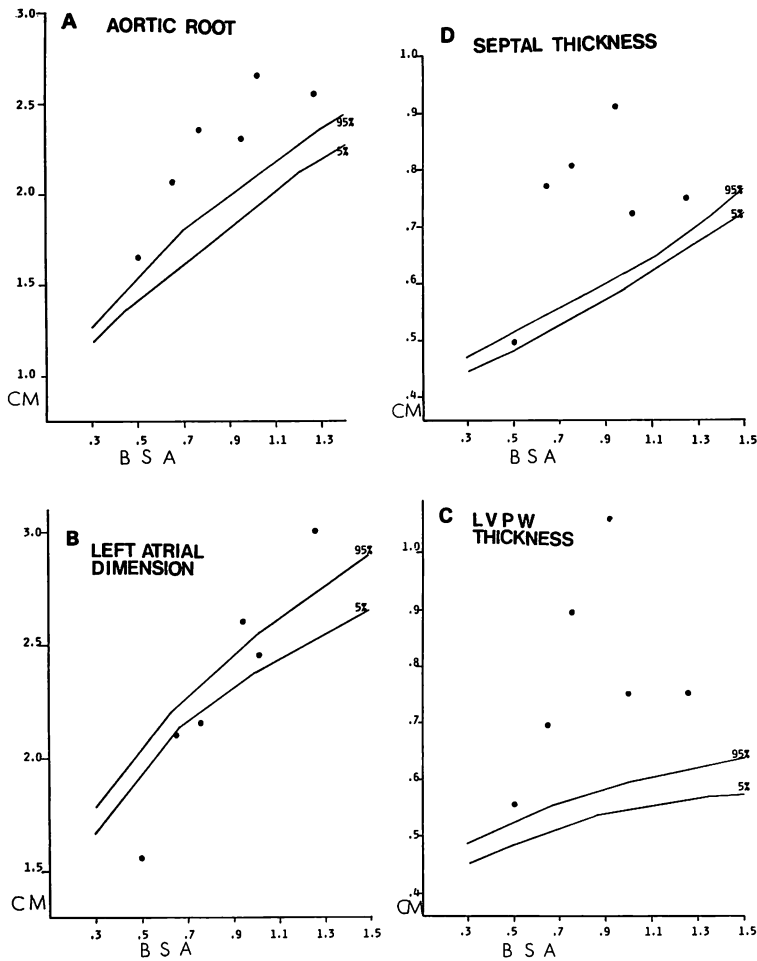 A AORTIC ROOT
3.0
2.5
2.0
1.5
1.0
CM
95%
5%
.3 .5 .7 .9 1.1 1.3
B S A
D SEPTAL THICKNESS
1.0
.9
.8
.7
.6
.5
.4
CM
95%
5%
.3 .5 .7 .9 1.1 1.3 1.5
B S A
B LEFT ATRIAL
DIMENSION
3.0
2.5
2.0
1.5
CM
95%
5%
.3 .5 .7 .9 1.1 1.3 1.5
B S A
C LVPW
THICKNESS
1.0
.9
.8
.7
.6
.5
.4
CM
95%
5%
.3 .5 .7 .9 1.1 1.3 1.5
B S A